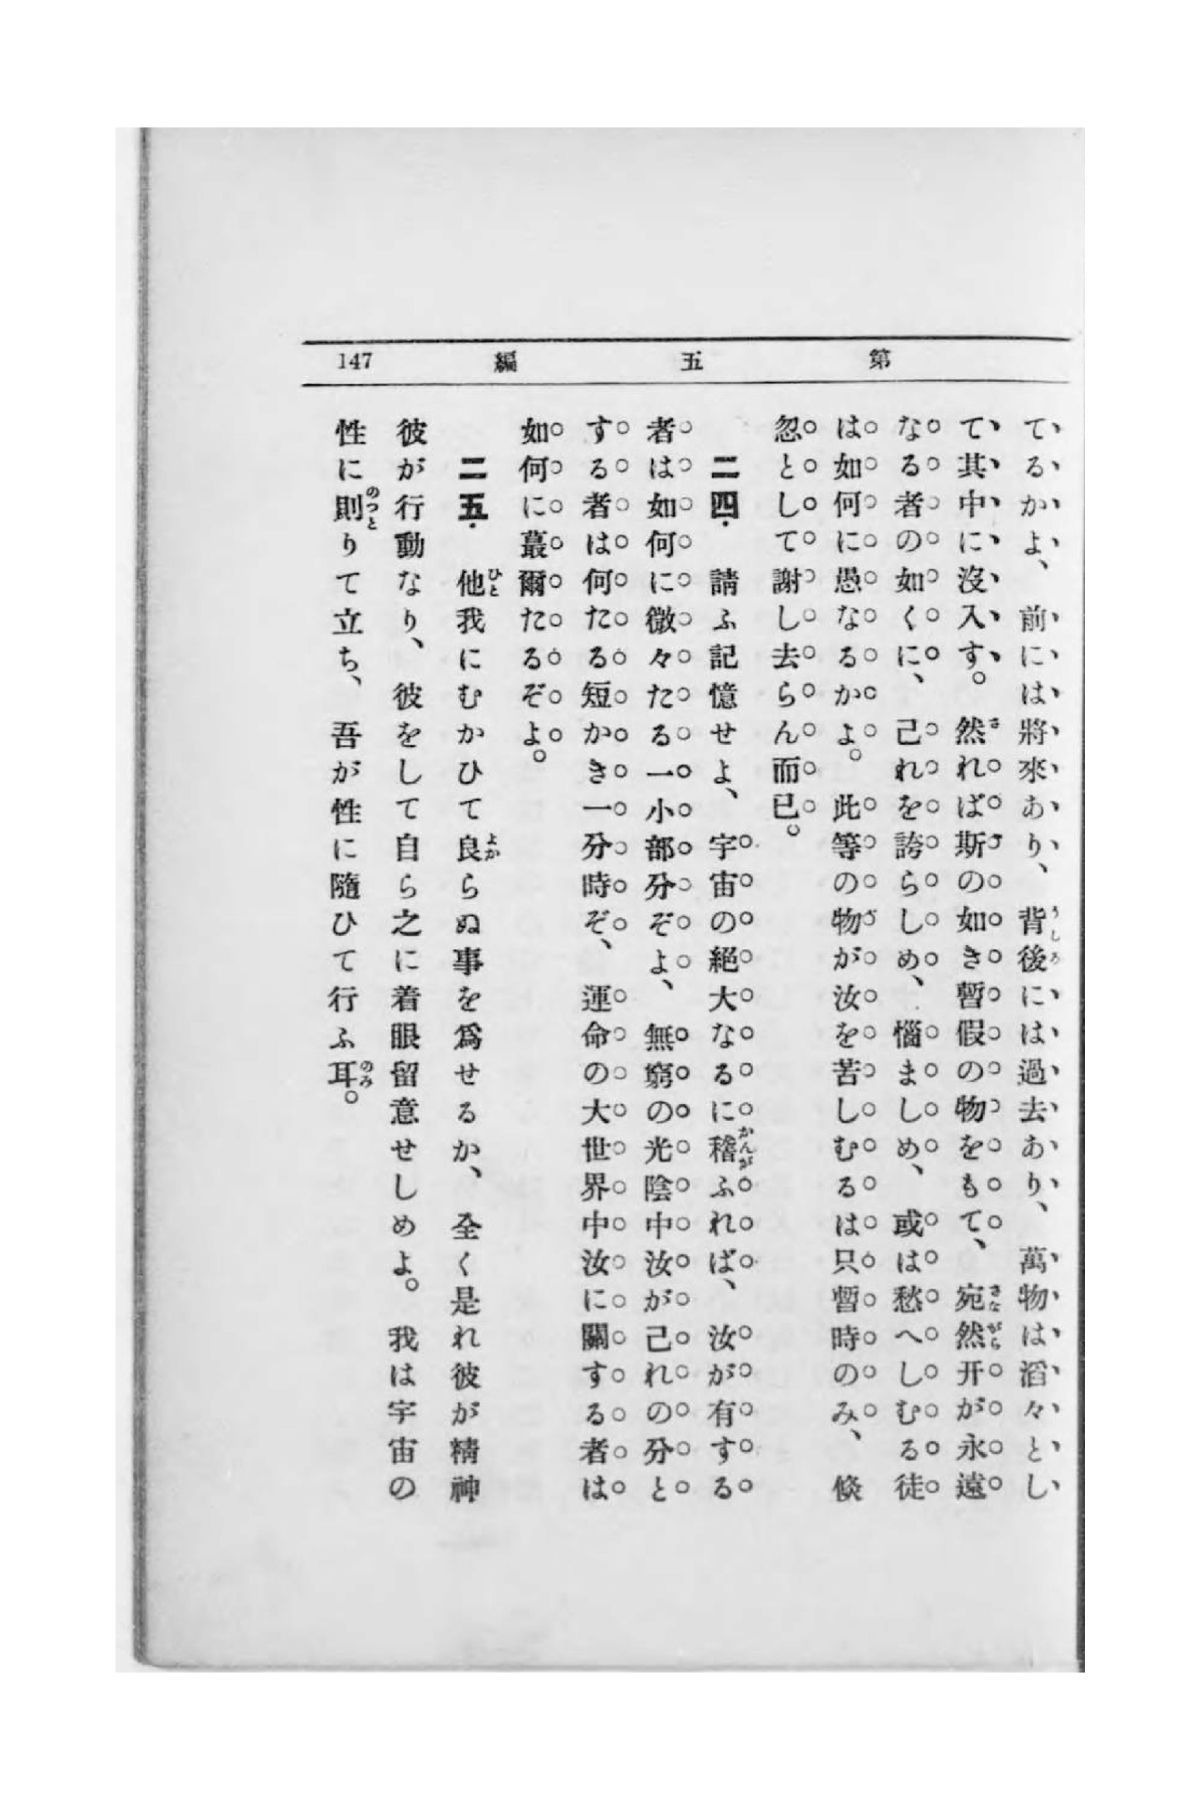 第五編 147
てるかよ、前には將來あり、背後には過去あり、萬物は滔々とし
て其中に沒入す。然れば斯の如き暫假の物をもて、宛然开が永遠
なる者の如くに、己れを誇らしめ、惱ましめ、或は愁へしむる徒
は如何に愚なるかよ。此等の物が汝を苦しむるは只暫時のみ、倐
忽として謝し去らん而已。
二四・ 請ふ記憶せよ、宇宙の絕大なるに稽ふれば、汝が有する
者は如何に微々たる一小部分ぞよ、無窮の光陰中汝が己れの分と
する者は何たる短かき一分時ぞ、運命の大世界中汝に關する者は
如何に蕞爾たるぞよ。
二五・ 他我にむかひて良らぬ事を爲せるか、全く是れ彼が精神
彼が行動なり、彼をして自ら之に着眼留意せしめよ。我は宇宙の
性に則りて立ち、吾が性に隨ひて行ふ耳。